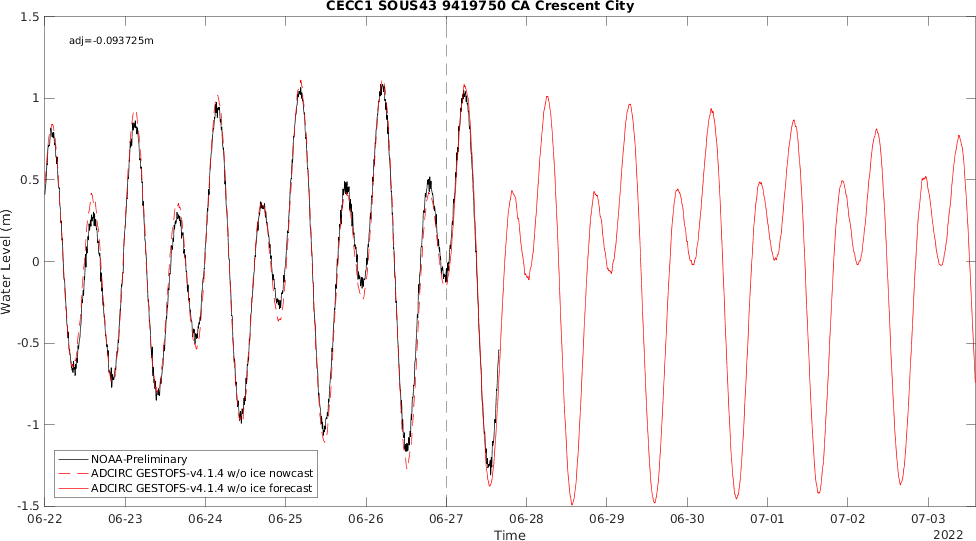 CECC1 SOUS43 9419750 CA Crescent City
adj=-0.093725m
1.5
1
0.5
0
-0.5
-1
-1.5
Water Level (m)
NOAA-Preliminary
ADCIRC GESTOFS-v4.1.4 w/o ice nowcast
ADCIRC GESTOFS-v4.1.4 w/o ice forecast
06-22 06-23 06-24 06-25 06-26 06-27 06-28 06-29 06-30 07-01 07-02 07-03
Time
2022